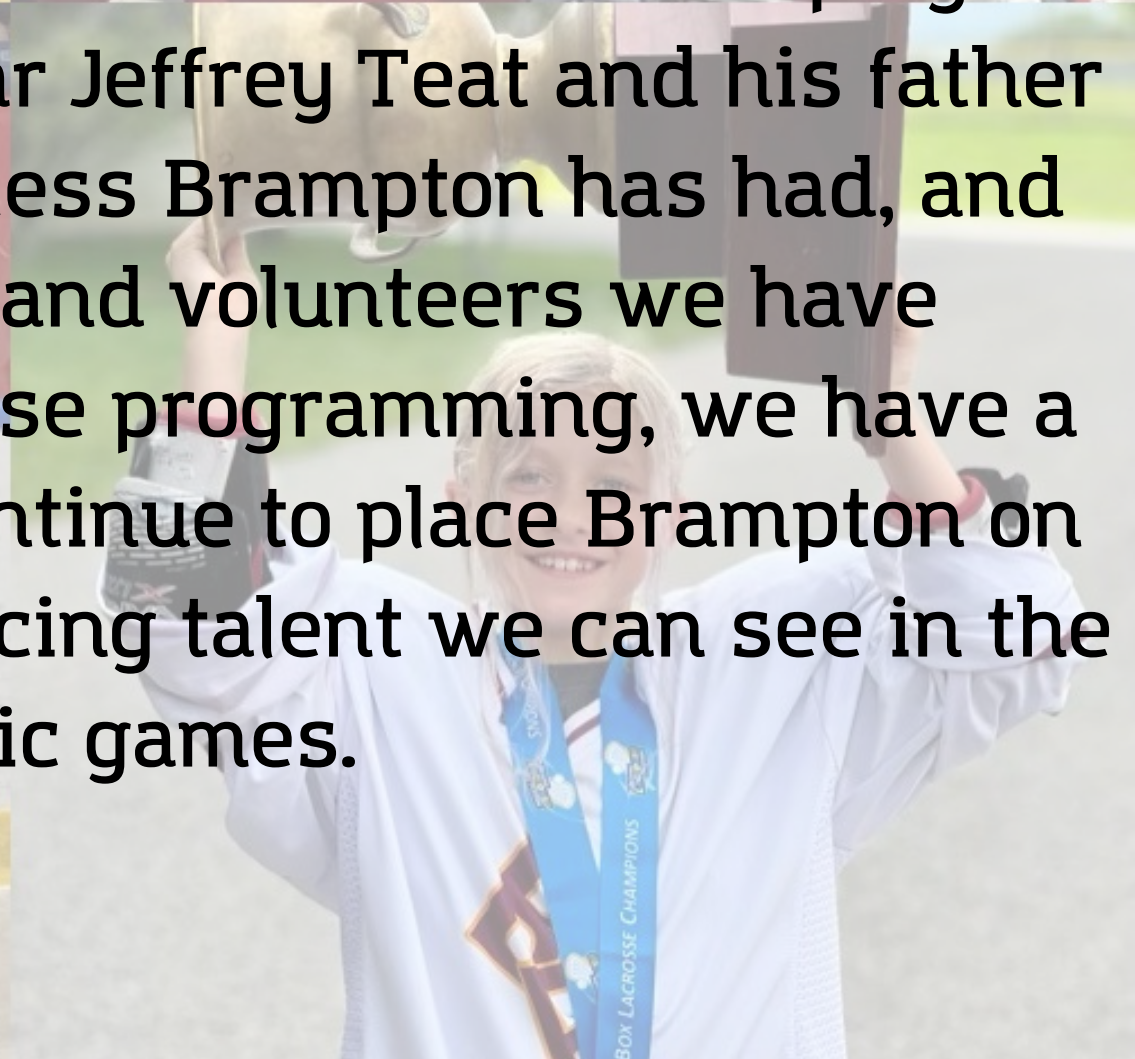 ar Jeffrey Teat and his father
ess Brampton has had, and
and volunteers we have
se programming, we have a
ntinue to place Brampton on
cing talent we can see in the
ic games.
BOX LACROSSE CHAMPIONS